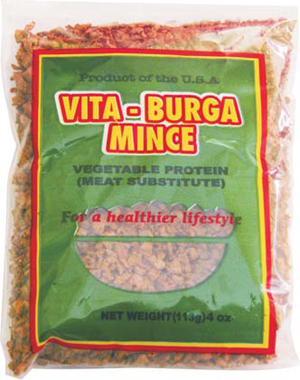 Product of the U.S.A
VITA - BURGA
MINCE
VEGETABLE PROTEIN
(MEAT SUBSTITUTE)
For a healthier lifestyle
NET WEIGHT(113g)4 oz